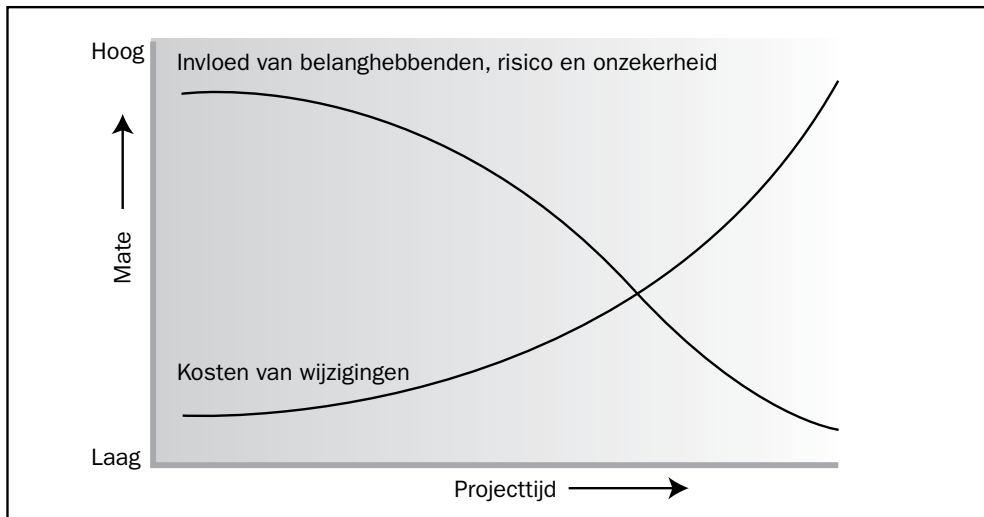 Hoog
Invloed van belanghebbenden, risico en onzekerheid
Mate
Kosten van wijzigingen
Laag
Projecttijd